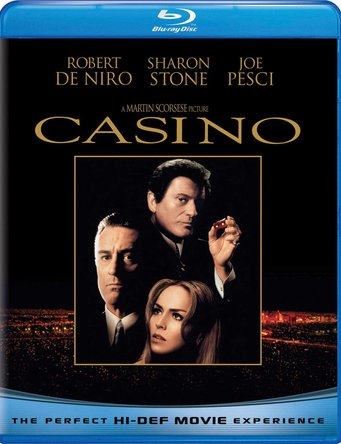 Blu-ray Disc
ROBERT SHARON JOE
DE NIRO STONE PESCI
A MARTIN SCORSESE PICTURE
CASINO
THE PERFECT HI-DEF MOVIE EXPERIENCE